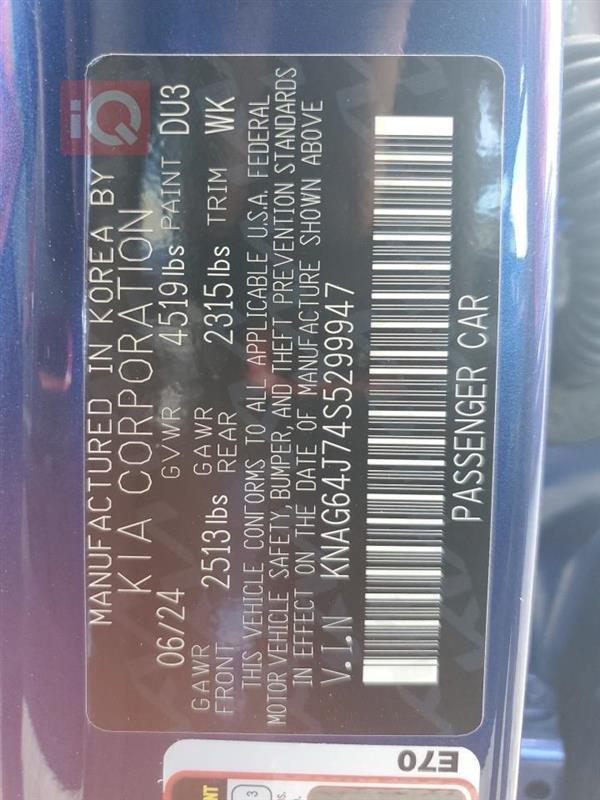 MANUFACTURED IN KOREA BY
KIA CORPORATION
06/24 GVWR 4519lbs PAINT DU3
GAWR FRONT 2513lbs GAWR REAR 2315lbs TRIM WK
THIS VEHICLE CONFORMS TO ALL APPLICABLE U.S.A. FEDERAL
MOTOR VEHICLE SAFETY, BUMPER, AND THEFT PREVENTION STANDARDS
IN EFFECT ON THE DATE OF MANUFACTURE SHOWN ABOVE
V.I.N KNAG64J74S5299947
PASSENGER CAR
E70
3
iQ